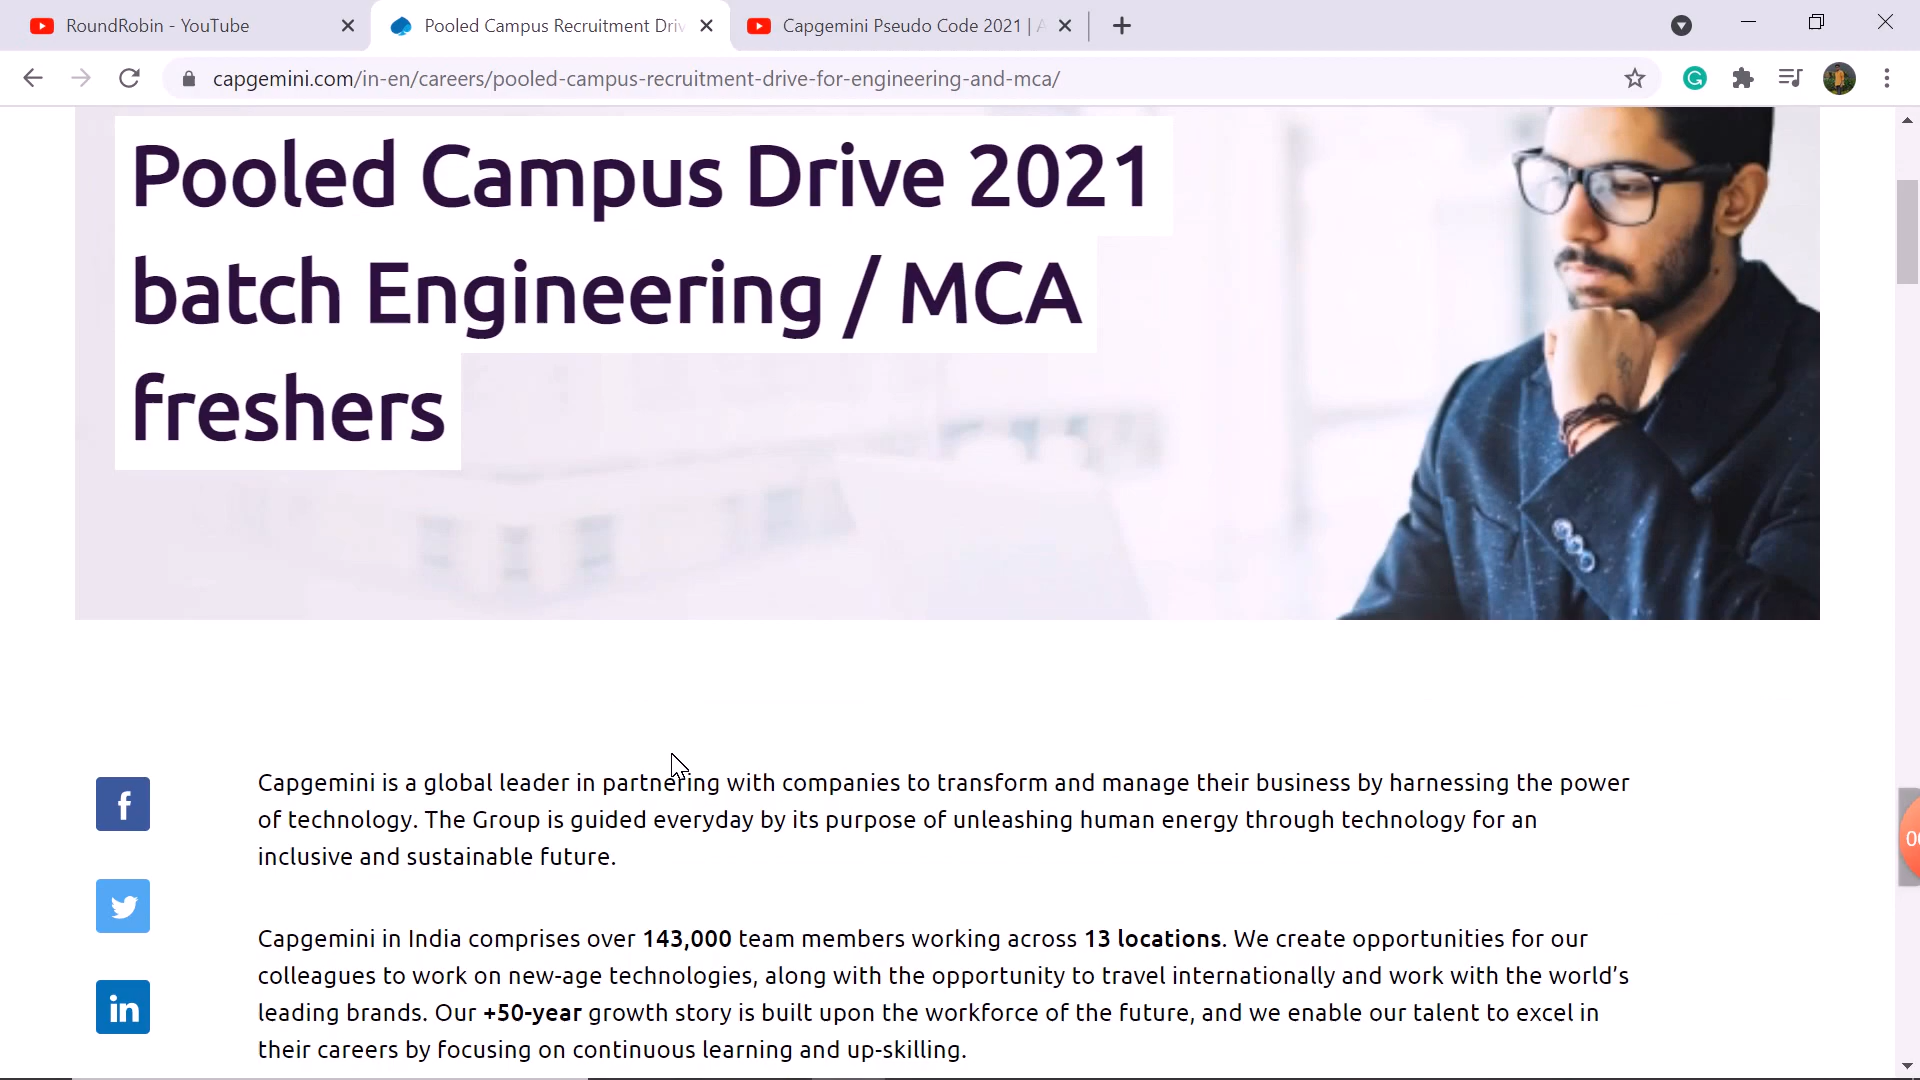 RoundRobin - YouTube
Pooled Campus Recruitment Driv
Capgemini Pseudo Code 2021 | A
capgemini.com/in-en/careers/pooled-campus-recruitment-drive-for-engineering-and-mca/
Pooled Campus Drive 2021
batch Engineering / MCA
freshers
Capgemini is a global leader in partnering with companies to transform and manage their business by harnessing the power
of technology. The Group is guided everyday by its purpose of unleashing human energy through technology for an
inclusive and sustainable future.
Capgemini in India comprises over 143,000 team members working across 13 locations. We create opportunities for our
colleagues to work on new-age technologies, along with the opportunity to travel internationally and work with the world's
leading brands. Our +50-year growth story is built upon the workforce of the future, and we enable our talent to excel in
their careers by focusing on continuous learning and up-skilling.